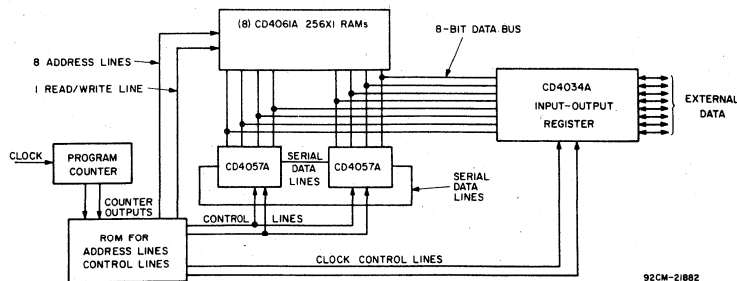 (8) CD4061A 256X1 RAMs
8-BIT DATA BUS
8 ADDRESS LINES
1 READ/WRITE LINE
CD4034A
INPUT-OUTPUT
REGISTER
EXTERNAL
DATA
CLOCK
PROGRAM
COUNTER
CD4057A
SERIAL
DATA
LINES
CD4057A
SERIAL
DATA
LINES
COUNTER
OUTPUTS
CONTROL LINES
ROM FOR
ADDRESS LINES
CONTROL LINES
CLOCK CONTROL LINES
92CM-21882